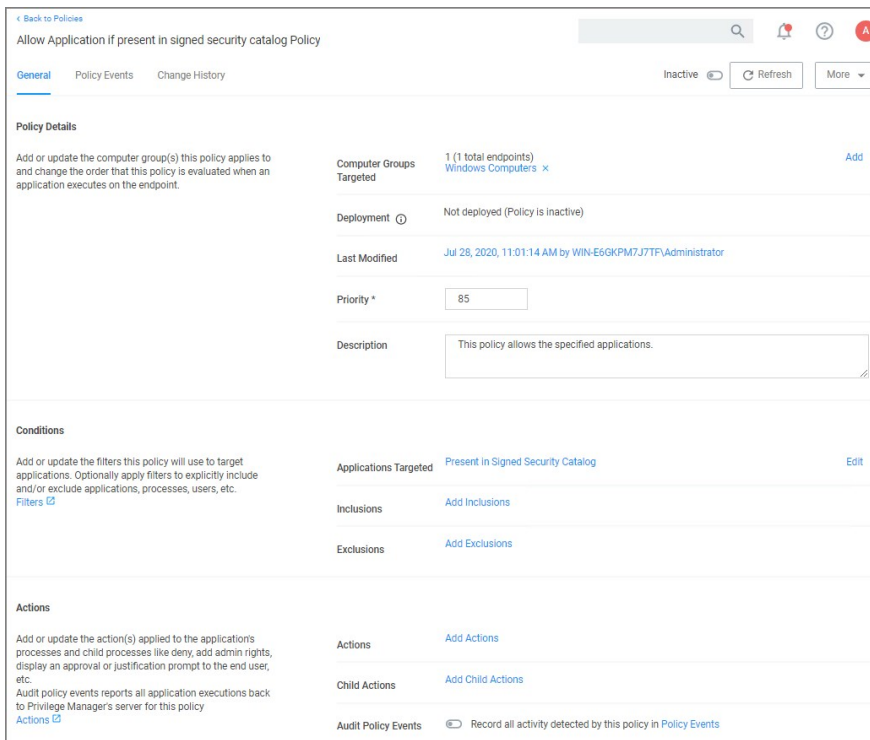 Back to Policies
Allow Application if present in signed security catalog Policy
A
General Policy Events Change History
Inactive Refresh More
Policy Details
Add or update the computer group(s) this policy applies to
and change the order that this policy is evaluated when an
application executes on the endpoint.
Computer Groups
Targeted
1 (1 total endpoints)
Windows Computers ×
Add
Deployment
Not deployed (Policy is inactive)
Last Modified
Jul 28, 2020, 11:01:14 AM by WIN-E6GKPM7J7TF\Administrator
Priority *
85
Description
This policy allows the specified applications.
Conditions
Add or update the filters this policy will use to target
applications. Optionally apply filters to explicitly include
and/or exclude applications, processes, users, etc.
Filters
Applications Targeted
Present in Signed Security Catalog
Edit
Inclusions
Add Inclusions
Exclusions
Add Exclusions
Actions
Add or update the action(s) applied to the application's
processes and child processes like deny, add admin rights,
display an approval or justification prompt to the end user,
etc.
Audit policy events reports all application executions back
to Privilege Manager's server for this policy
Actions
Actions
Add Actions
Child Actions
Add Child Actions
Audit Policy Events
Record all activity detected by this policy in Policy Events